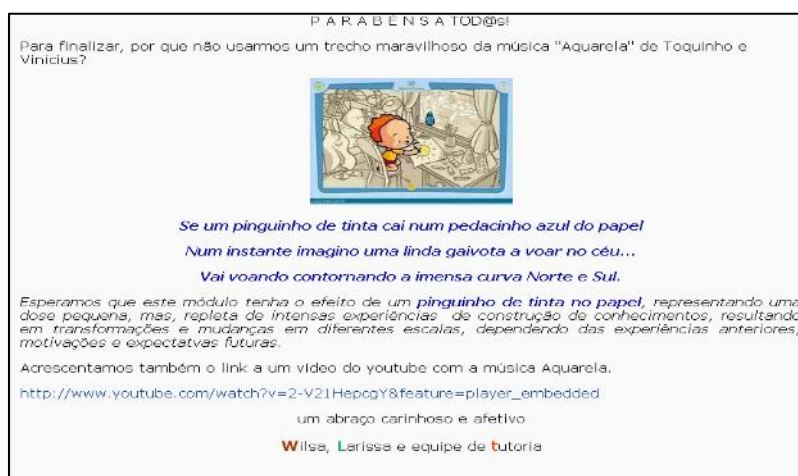 P A R A B É N S A TOD@s!
Para finalizar, por que não usarmos um trecho maravilhoso da música "Aquarela" de Toquinho e
Vinícius?
Se um pinguinho de tinta cai num pedacinho azul do papel
Num instante imagino uma linda gaivota a voar no céu...
Vai voando contornando a imensa curva Norte e Sul.
Esperamos que este módulo tenha o efeito de um pinguinho de tinta no papel, representando uma
dose pequena, mas, repleta de intensas experiências de construção de conhecimentos, resultando
em transformações e mudanças em diferentes escalas, dependendo das experiências anteriores,
motivações e expectatvas futuras.
Acrescentamos também o link a um vídeo do youtube com a música Aquarela.
http://www.youtube.com/watch?v=2-V21HepcgY&feature=player_embedded
um abraço carinhoso e afetivo
Wilsa, Larissa e equipe de tutoria